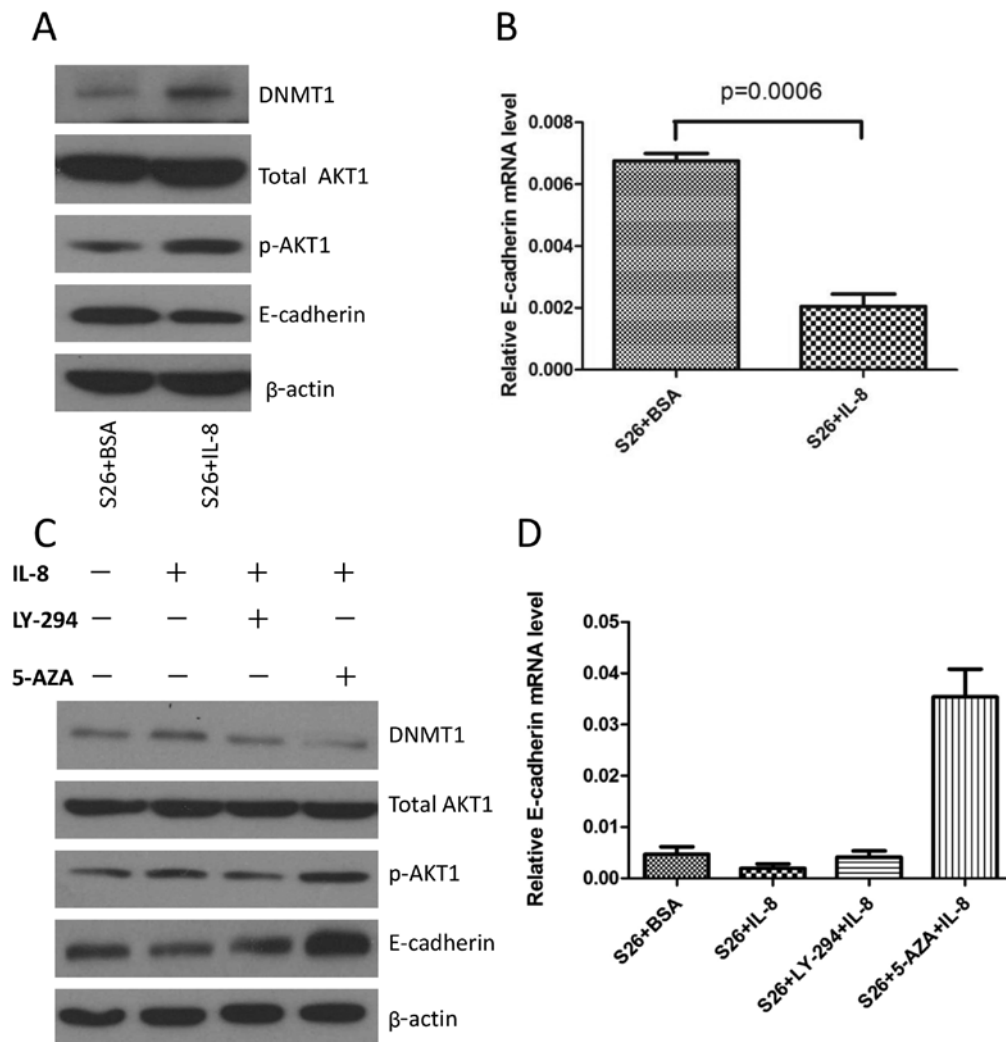 A
DNMT1
Total AKT1
p-AKT1
E-cadherin
β-actin
S26+BSA
S26+IL-8
B
p=0.0006
Relative E-cadherin mRNA level
0.008
0.006
0.004
0.002
0.000
S26+BSA
S26+IL-8
C
IL-8 − + + +
LY-294 − − + −
5-AZA − − − +
DNMT1
Total AKT1
p-AKT1
E-cadherin
β-actin
D
Relative E-cadherin mRNA level
0.05
0.04
0.03
0.02
0.01
0.00
S26+BSA
S26+IL-8
S26+LY-294+IL-8
S26+5-AZA+IL-8